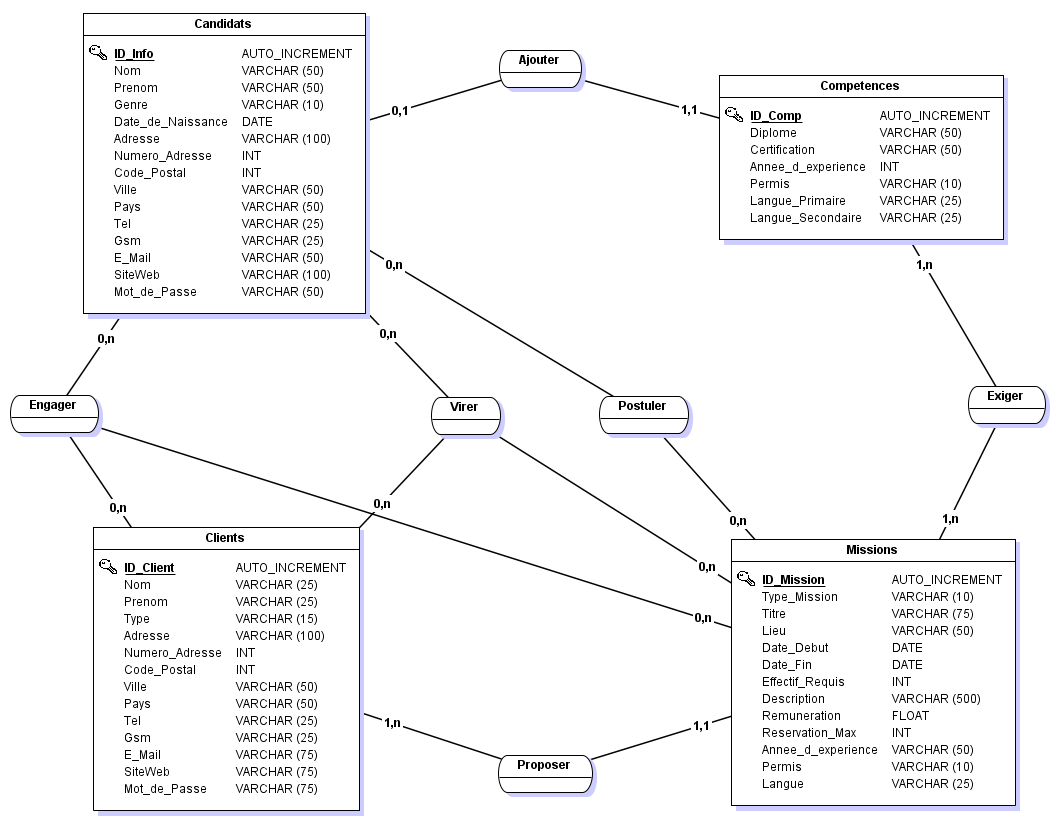 Candidats
ID_Info AUTO_INCREMENT
Nom VARCHAR (50)
Prenom VARCHAR (50)
Genre VARCHAR (10)
Date_de_Naissance DATE
Adresse VARCHAR (100)
Numero_Adresse INT
Code_Postal INT
Ville VARCHAR (50)
Pays VARCHAR (50)
Tel VARCHAR (25)
Gsm VARCHAR (25)
E_Mail VARCHAR (50)
SiteWeb VARCHAR (100)
Mot_de_Passe VARCHAR (50)
Ajouter
0,1
1,1
Competences
ID_Comp AUTO_INCREMENT
Diplome VARCHAR (50)
Certification VARCHAR (50)
Annee_d_experience INT
Permis VARCHAR (10)
Langue_Primaire VARCHAR (25)
Langue_Secondaire VARCHAR (25)
0,n
1,n
0,n
0,n
Engager
Virer
Postuler
Exiger
0,n
0,n
0,n
1,n
0,n
0,n
Clients
ID_Client AUTO_INCREMENT
Nom VARCHAR (25)
Prenom VARCHAR (25)
Type VARCHAR (15)
Adresse VARCHAR (100)
Numero_Adresse INT
Code_Postal INT
Ville VARCHAR (50)
Pays VARCHAR (50)
Tel VARCHAR (25)
Gsm VARCHAR (25)
E_Mail VARCHAR (75)
SiteWeb VARCHAR (75)
Mot_de_Passe VARCHAR (75)
Missions
ID_Mission AUTO_INCREMENT
Type_Mission VARCHAR (10)
Titre VARCHAR (75)
Lieu VARCHAR (50)
Date_Debut DATE
Date_Fin DATE
Effectif_Requis INT
Description VARCHAR (500)
Remuneration FLOAT
Reservation_Max INT
Annee_d_experience VARCHAR (50)
Permis VARCHAR (10)
Langue VARCHAR (25)
1,n
1,1
Proposer